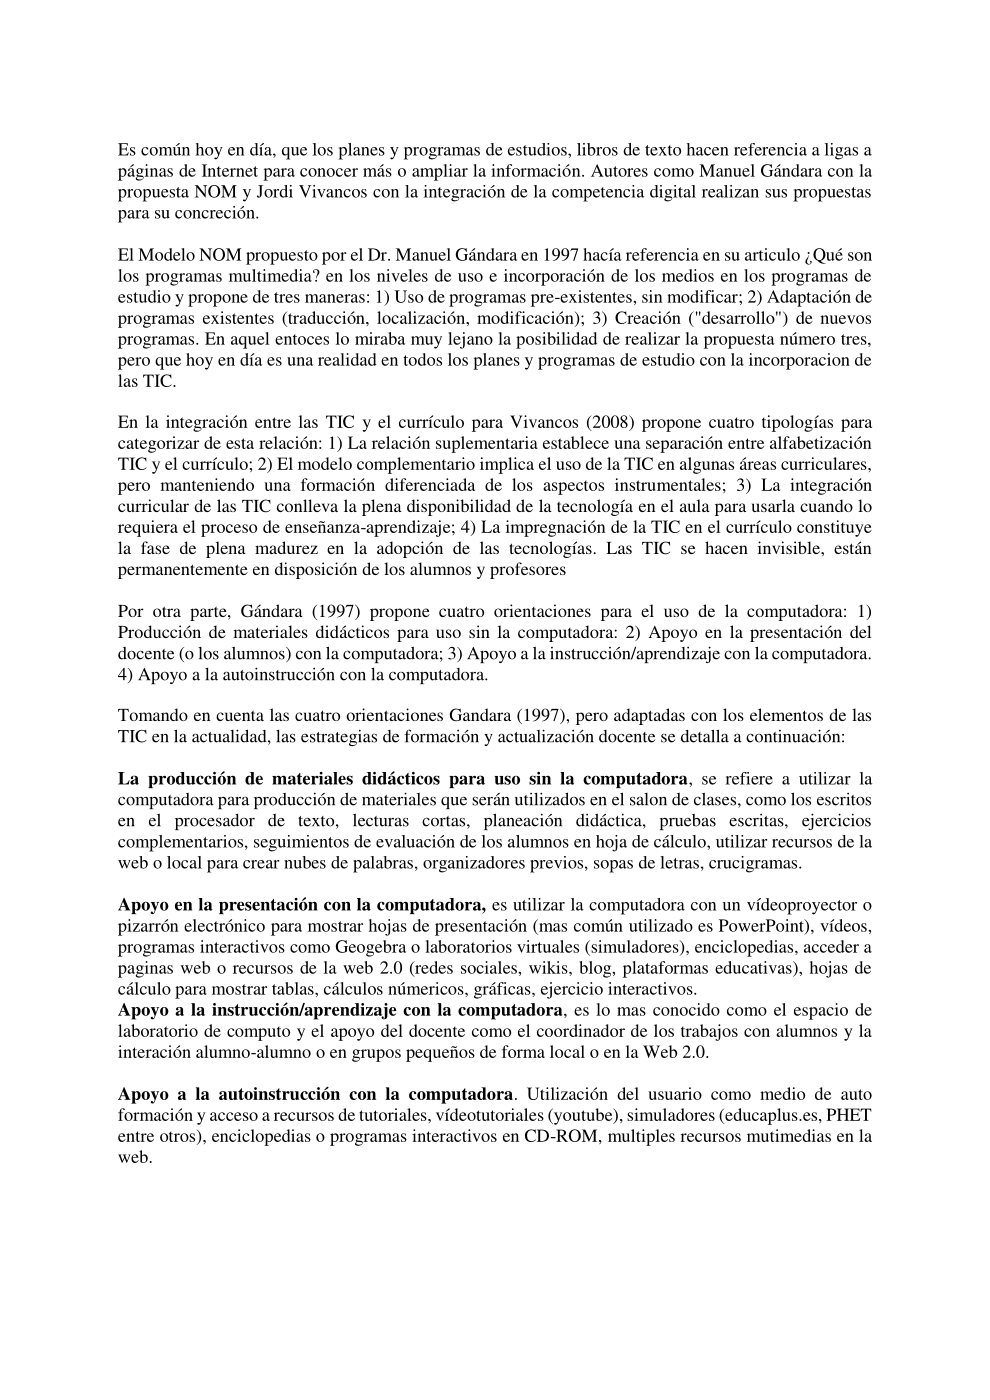 Es común hoy en día, que los planes y programas de estudios, libros de texto hacen referencia a ligas a
páginas de Internet para conocer más o ampliar la información. Autores como Manuel Gándara con la
propuesta NOM y Jordi Vivancos con la integración de la competencia digital realizan sus propuestas
para su concreción.
El Modelo NOM propuesto por el Dr. Manuel Gándara en 1997 hacía referencia en su articulo ¿Qué son
los programas multimedia? en los niveles de uso e incorporación de los medios en los programas de
estudio y propone de tres maneras: 1) Uso de programas pre-existentes, sin modificar; 2) Adaptación de
programas existentes (traducción, localización, modificación); 3) Creación ("desarrollo") de nuevos
programas. En aquel entoces lo miraba muy lejano la posibilidad de realizar la propuesta número tres,
pero que hoy en día es una realidad en todos los planes y programas de estudio con la incorporacion de
las TIC.
En la integración entre las TIC y el currículo para Vivancos (2008) propone cuatro tipologías para
categorizar de esta relación: 1) La relación suplementaria establece una separación entre alfabetización
TIC y el currículo; 2) El modelo complementario implica el uso de la TIC en algunas áreas curriculares,
pero manteniendo una formación diferenciada de los aspectos instrumentales; 3) La integración
curricular de las TIC conlleva la plena disponibilidad de la tecnología en el aula para usarla cuando lo
requiera el proceso de enseñanza-aprendizaje; 4) La impregnación de la TIC en el currículo constituye
la fase de plena madurez en la adopción de las tecnologías. Las TIC se hacen invisible, están
permanentemente en disposición de los alumnos y profesores
Por otra parte, Gándara (1997) propone cuatro orientaciones para el uso de la computadora: 1)
Producción de materiales didácticos para uso sin la computadora: 2) Apoyo en la presentación del
docente (o los alumnos) con la computadora; 3) Apoyo a la instrucción/aprendizaje con la computadora.
4) Apoyo a la autoinstrucción con la computadora.
Tomando en cuenta las cuatro orientaciones Gandara (1997), pero adaptadas con los elementos de las
TIC en la actualidad, las estrategias de formación y actualización docente se detalla a continuación:
La producción de materiales didácticos para uso sin la computadora, se refiere a utilizar la
computadora para producción de materiales que serán utilizados en el salon de clases, como los escritos
en el procesador de texto, lecturas cortas, planeación didáctica, pruebas escritas, ejercicios
complementarios, seguimientos de evaluación de los alumnos en hoja de cálculo, utilizar recursos de la
web o local para crear nubes de palabras, organizadores previos, sopas de letras, crucigramas.
Apoyo en la presentación con la computadora, es utilizar la computadora con un vídeoproyector o
pizarrón electrónico para mostrar hojas de presentación (mas común utilizado es PowerPoint), vídeos,
programas interactivos como Geogebra o laboratorios virtuales (simuladores), enciclopedias, acceder a
paginas web o recursos de la web 2.0 (redes sociales, wikis, blog, plataformas educativas), hojas de
cálculo para mostrar tablas, cálculos númericos, gráficas, ejercicio interactivos.
Apoyo a la instrucción/aprendizaje con la computadora, es lo mas conocido como el espacio de
laboratorio de computo y el apoyo del docente como el coordinador de los trabajos con alumnos y la
interación alumno-alumno o en grupos pequeños de forma local o en la Web 2.0.
Apoyo a la autoinstrucción con la computadora. Utilización del usuario como medio de auto
formación y acceso a recursos de tutoriales, vídeotutoriales (youtube), simuladores (educaplus.es, PHET
entre otros), enciclopedias o programas interactivos en CD-ROM, multiples recursos mutimedias en la
web.